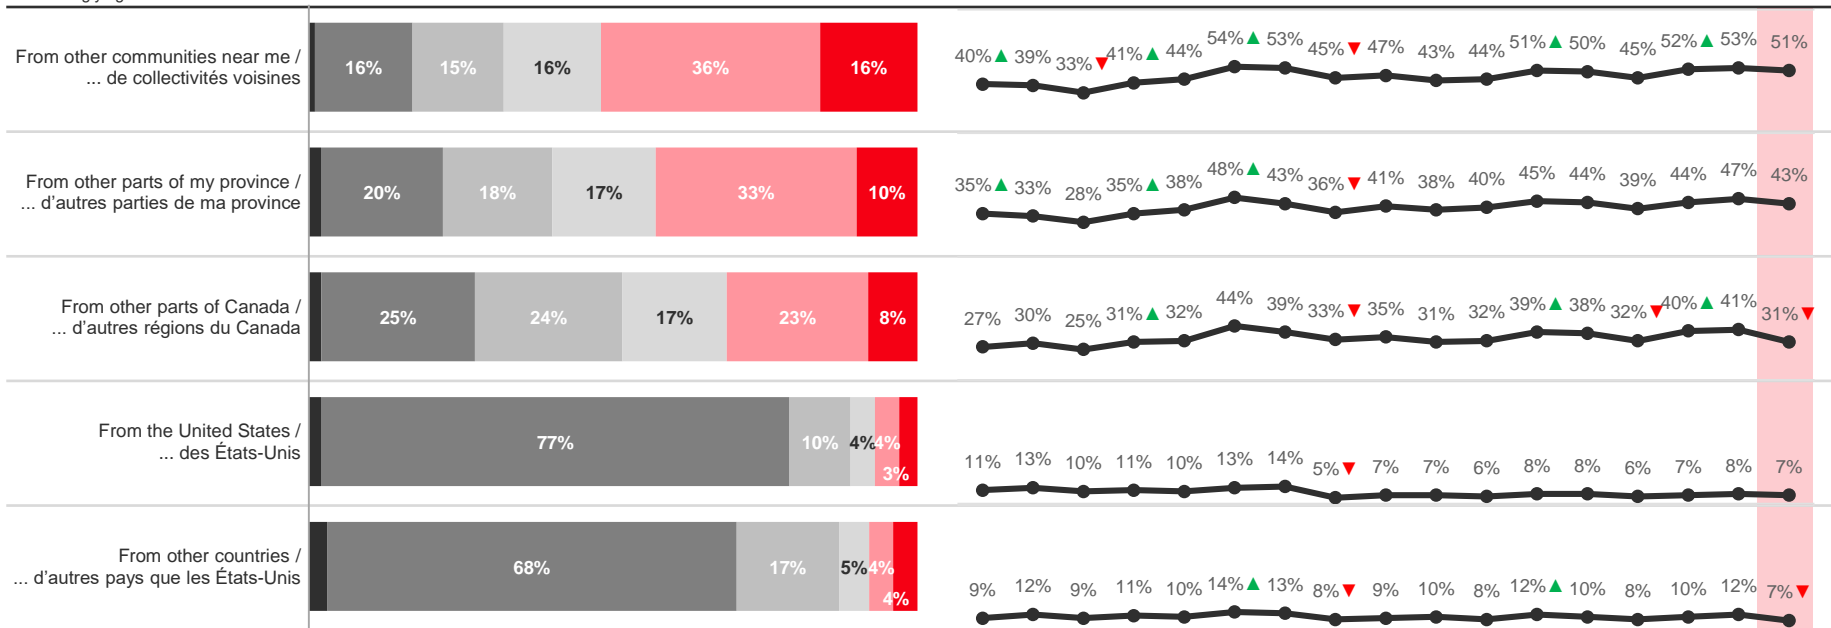 From other communities near me /
... de collectivités voisines
16% 15% 16% 36% 16%
40% 39% 33% 41% 44% 54% 53% 45% 47% 43% 44% 51% 50% 45% 52% 53% 51%
From other parts of my province /
... d'autres parties de ma province
20% 18% 17% 33% 10%
35% 33% 28% 35% 38% 48% 43% 36% 41% 38% 40% 45% 44% 39% 44% 47% 43%
From other parts of Canada /
... d'autres régions du Canada
25% 24% 17% 23% 8%
27% 30% 25% 31% 32% 44% 39% 33% 35% 31% 32% 39% 38% 32% 40% 41% 31%
From the United States /
... des États-Unis
77% 10% 4% 4% 3%
11% 13% 10% 11% 10% 13% 14% 5% 7% 7% 6% 8% 8% 6% 7% 8% 7%
From other countries /
... d'autres pays que les États-Unis
68% 17% 5% 4% 4%
9% 12% 9% 11% 10% 14% 13% 8% 9% 10% 8% 12% 10% 8% 10% 12% 7%